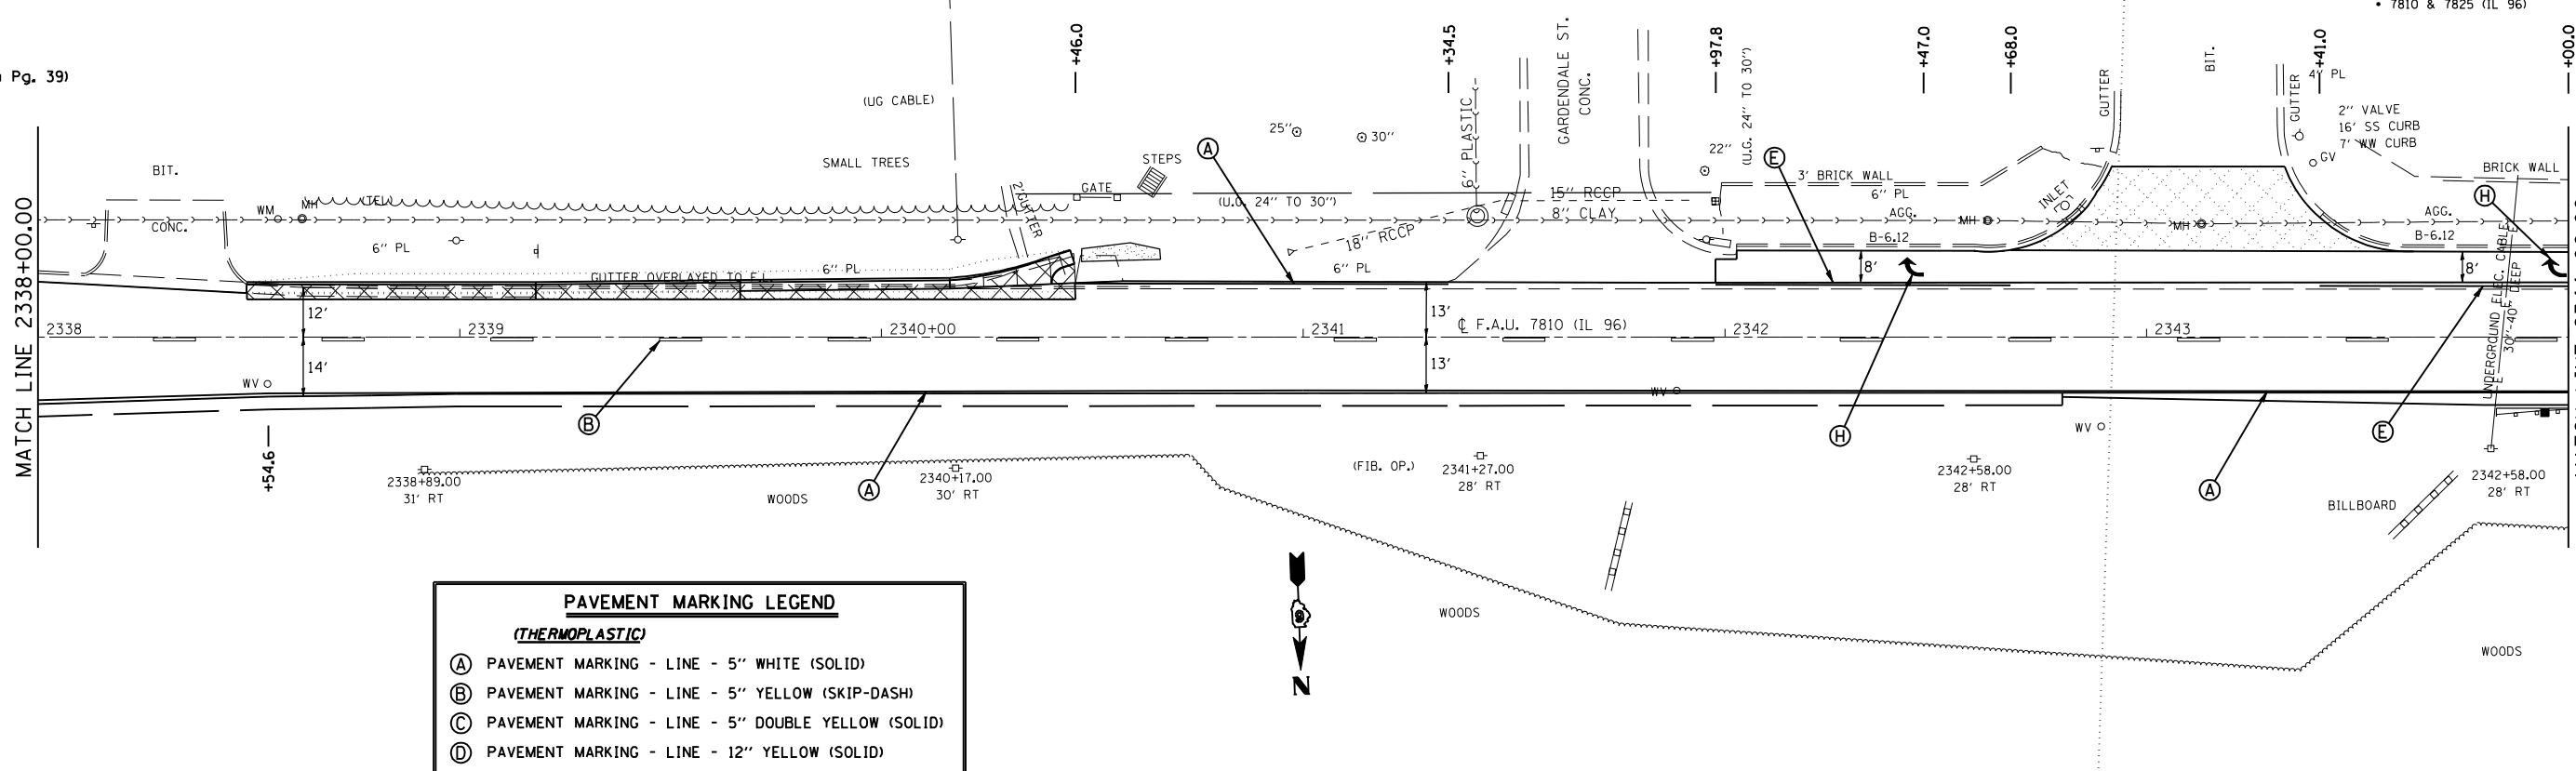 • 7810 & 7825 (IL 96)
Pg. 39)
+46.0
+34.5
+97.8
+47.0
+68.0
+41.0
+00.0
GARDENDALE ST.
CONC.
(U.G. 24" TO 30")
GUTTER
BIT.
GUTTER
4" PL
2" VALVE
16' SS CURB
7' WW CURB
GV
BRICK WALL
(UG CABLE)
25"
30"
6" PLASTIC
22"
SMALL TREES
STEPS
A
E
H
BIT.
CONC.
WM
MH
(TEL)
2' GUTTER
GATE
(U.G. 24" TO 30")
15" RCCP
8" CLAY
18" RCCP
3' BRICK WALL
6" PL
AGG.
MH
INLET
MH
AGG.
B-6.12
B-6.12
6" PL
GUTTER OVERLAYED TO E.I.
6" PL
6" PL
8'
8'
MATCH LINE 2338+00.00
2338
12'
2339
2340+00
2341
13'
℄ F.A.U. 7810 (IL 96)
2342
2343
UNDERGROUND ELEC. CABLE
30"-40" DEEP
E
E
14'
13'
WV
WV
WV
B
A
H
A
E
+54.6
2338+89.00
31' RT
2340+17.00
30' RT
2341+27.00
28' RT
2342+58.00
28' RT
2342+58.00
28' RT
WOODS
(FIB. OP.)
BILLBOARD
WOODS
WOODS
9
N
PAVEMENT MARKING LEGEND
(THERMOPLASTIC)
A PAVEMENT MARKING - LINE - 5" WHITE (SOLID)
B PAVEMENT MARKING - LINE - 5" YELLOW (SKIP-DASH)
C PAVEMENT MARKING - LINE - 5" DOUBLE YELLOW (SOLID)
D PAVEMENT MARKING - LINE - 12" YELLOW (SOLID)